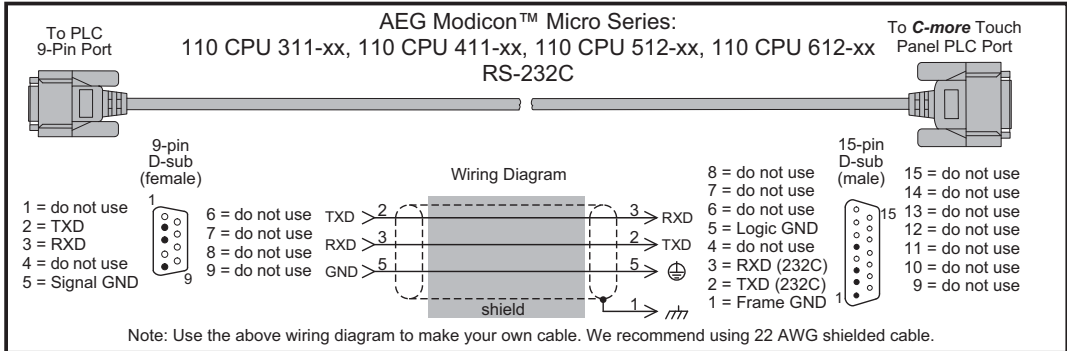 To PLC
9-Pin Port
AEG Modicon™ Micro Series:
110 CPU 311-xx, 110 CPU 411-xx, 110 CPU 512-xx, 110 CPU 612-xx
RS-232C
To C-more Touch
Panel PLC Port
9-pin
D-sub
(female)
1 = do not use
2 = TXD
3 = RXD
4 = do not use
5 = Signal GND
1
9
6 = do not use
7 = do not use
8 = do not use
9 = do not use
Wiring Diagram
TXD 2 3 RXD
RXD 3 2 TXD
GND 5 5
1
shield
8 = do not use
7 = do not use
6 = do not use
5 = Logic GND
4 = do not use
3 = RXD (232C)
2 = TXD (232C)
1 = Frame GND
15-pin
D-sub
(male)
15
1
15 = do not use
14 = do not use
13 = do not use
12 = do not use
11 = do not use
10 = do not use
9 = do not use
Note: Use the above wiring diagram to make your own cable. We recommend using 22 AWG shielded cable.